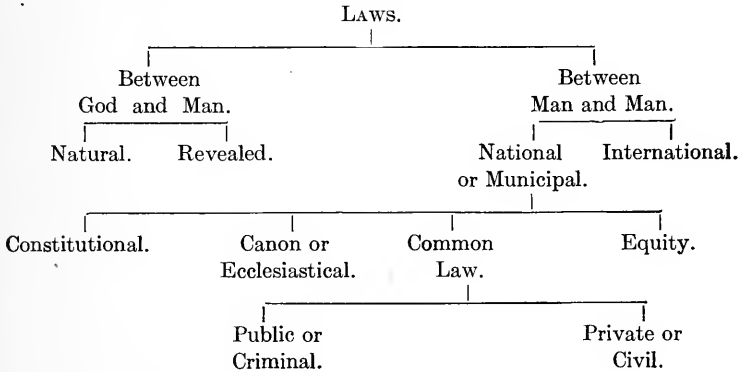 LAWS.
Between
God and Man.
Between
Man and Man.
Natural. Revealed.
National
or Municipal.
International.
Constitutional.
Canon or
Ecclesiastical.
Common
Law.
Equity.
Public or
Criminal.
Private or
Civil.